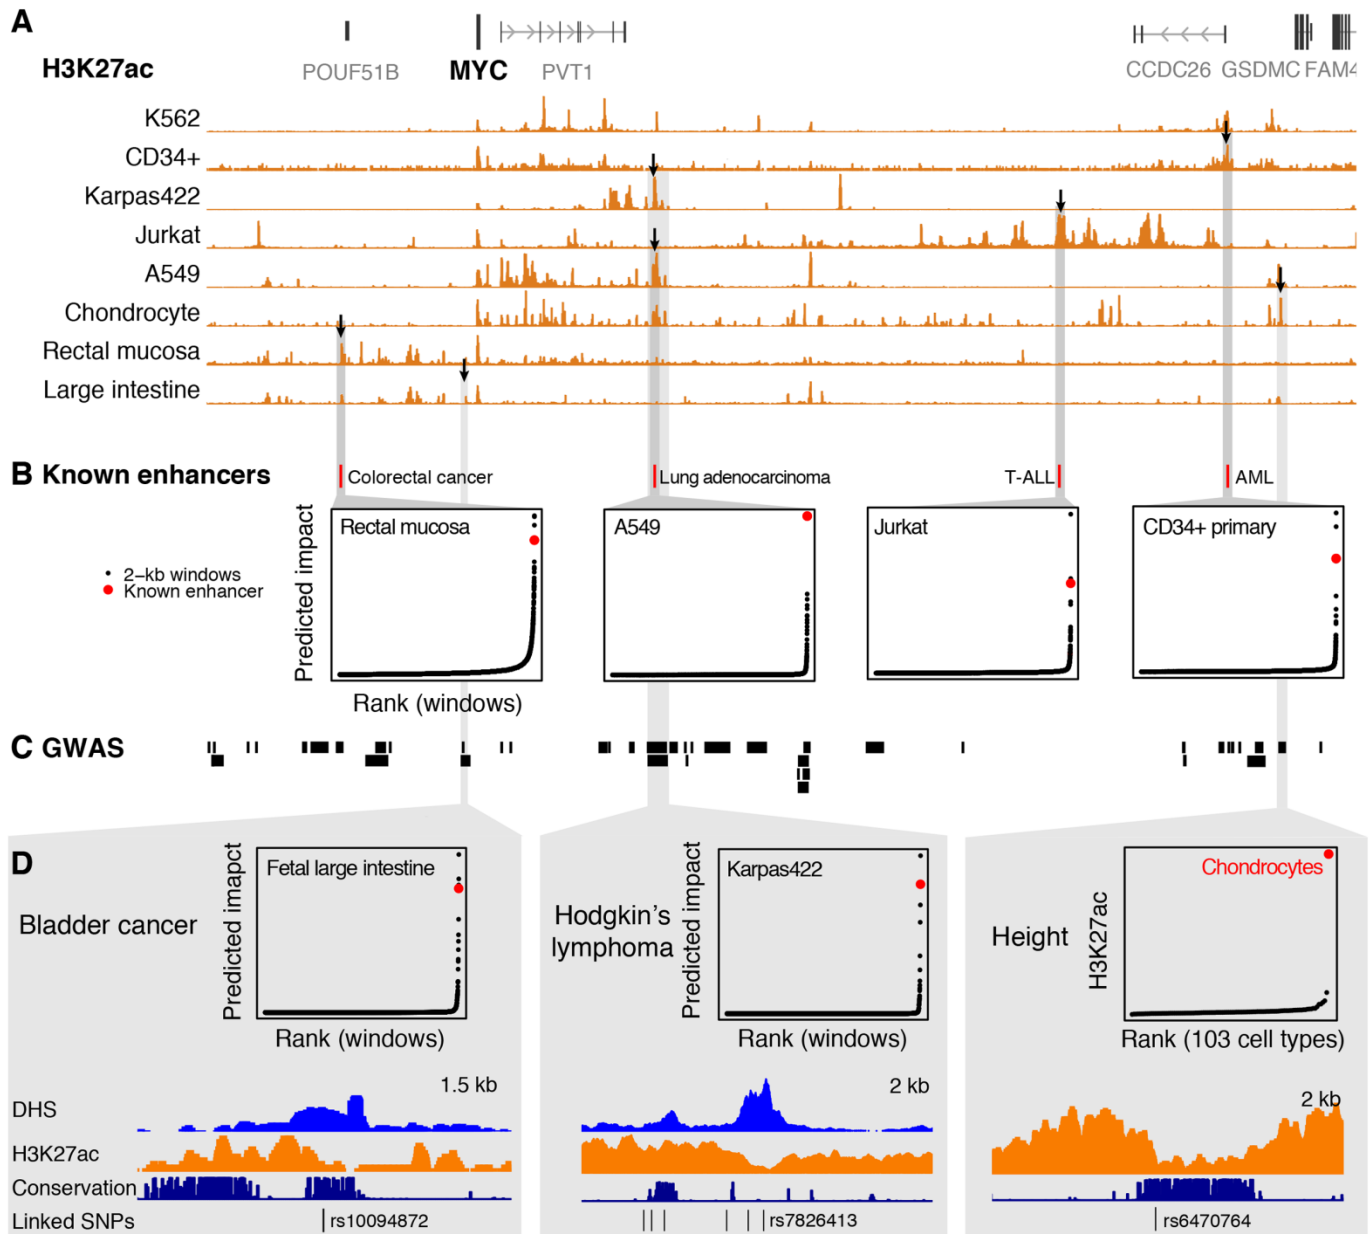 A
H3K27ac
POUF51B
MYC
PVT1
CCDC26
GSDMC
FAM4
K562
CD34+
Karpas422
Jurkat
A549
Chondrocyte
Rectal mucosa
Large intestine
B Known enhancers
Colorectal cancer
Lung adenocarcinoma
T-ALL
AML
2-kb windows
Known enhancer
Predicted impact
Rectal mucosa
A549
Jurkat
CD34+ primary
Rank (windows)
C GWAS
D
Bladder cancer
Predicted imapct
Fetal large intestine
Rank (windows)
Hodgkin's
lymphoma
Predicted impact
Karpas422
Rank (windows)
Height
H3K27ac
Chondrocytes
Rank (103 cell types)
1.5 kb
2 kb
2 kb
DHS
H3K27ac
Conservation
Linked SNPs
rs10094872
rs7826413
rs6470764